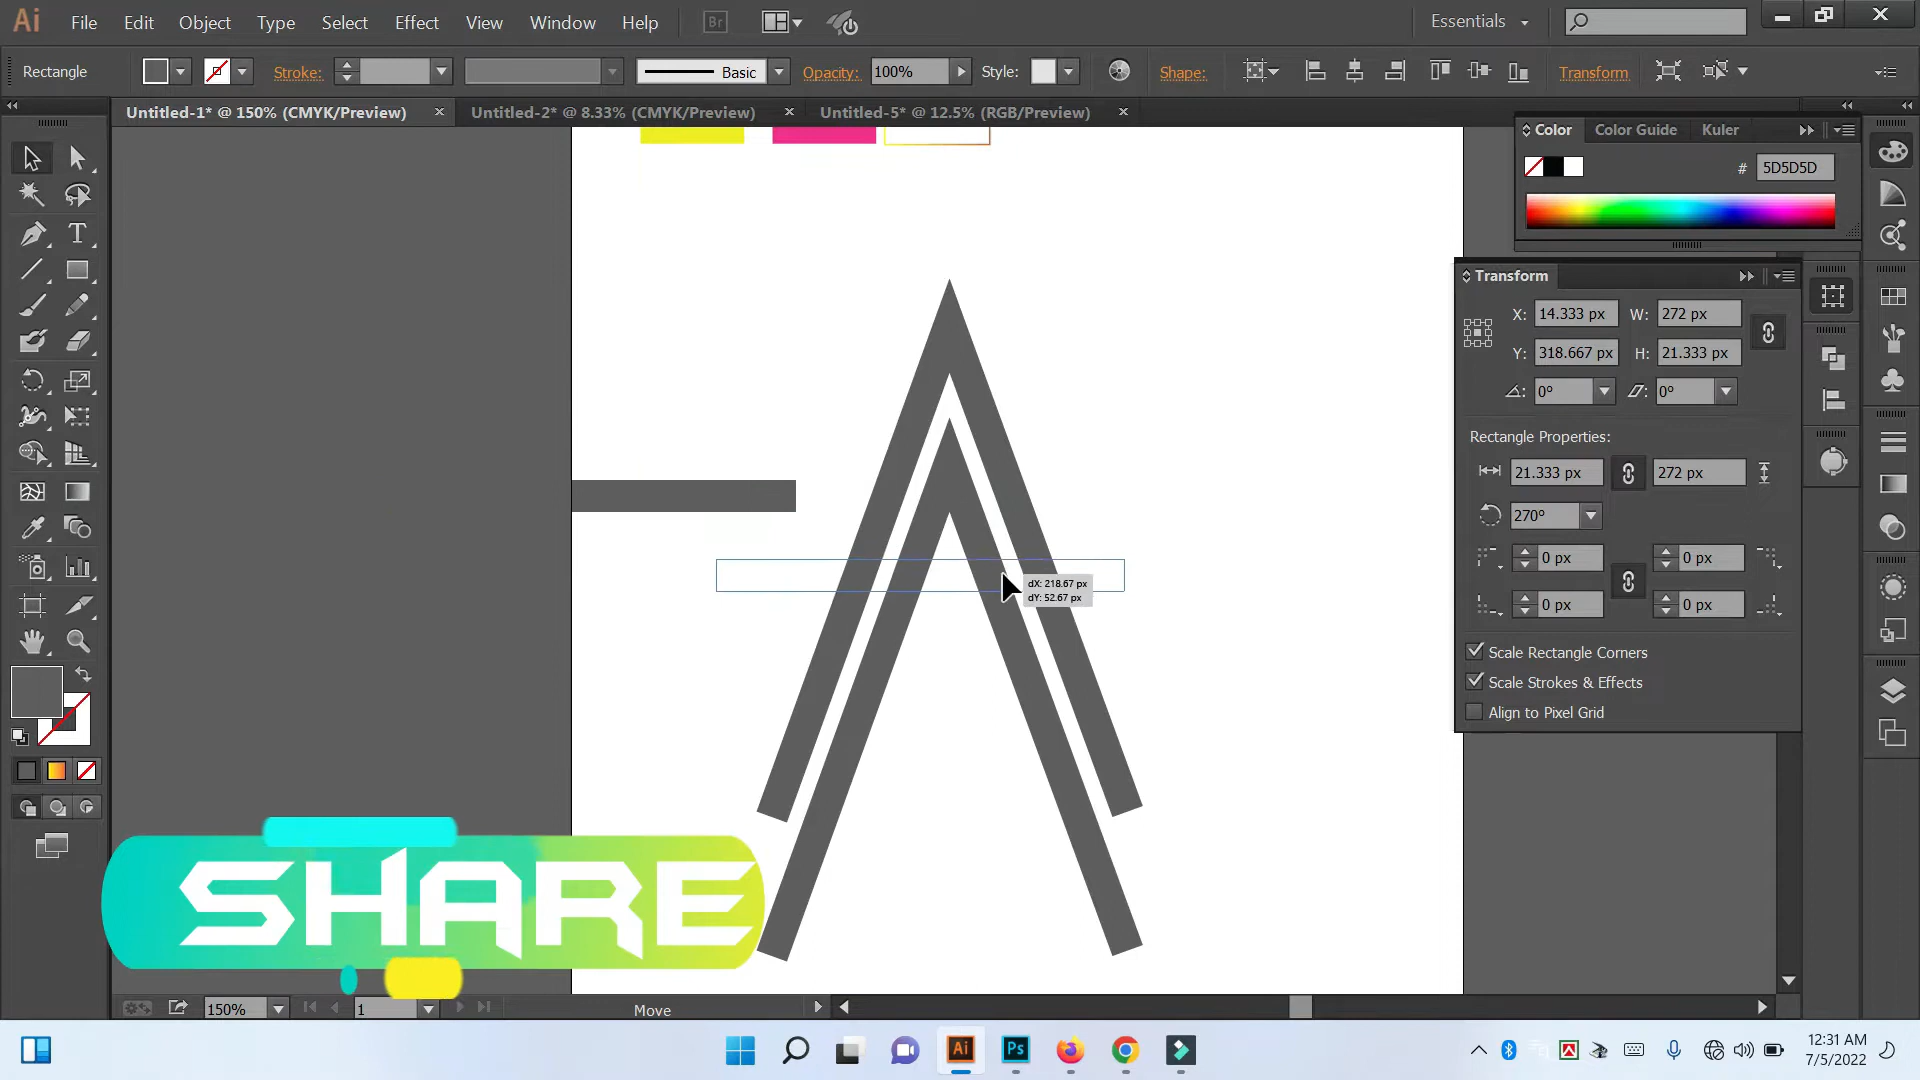 Ai File Edit Object Type Select Effect View Window Help Br Essentials
Rectangle Stroke: Basic Opacity: 100% Style: Shape: Transform
Untitled-1* @ 150% (CMYK/Preview) Untitled-2* @ 8.33% (CMYK/Preview) Untitled-5* @ 12.5% (RGB/Preview)
Color Color Guide Kuler
# 5D5D5D
Transform
X: 14.333 px W: 272 px
Y: 318.667 px H: 21.333 px
0° 0°
Rectangle Properties:
21.333 px 272 px
270°
0 px 0 px
0 px 0 px
Scale Rectangle Corners
Scale Strokes & Effects
Align to Pixel Grid
dX: 218.67 px
dY: 52.67 px
T
SHARE
150% 1 Move
Ai Ps
12:31 AM
7/5/2022